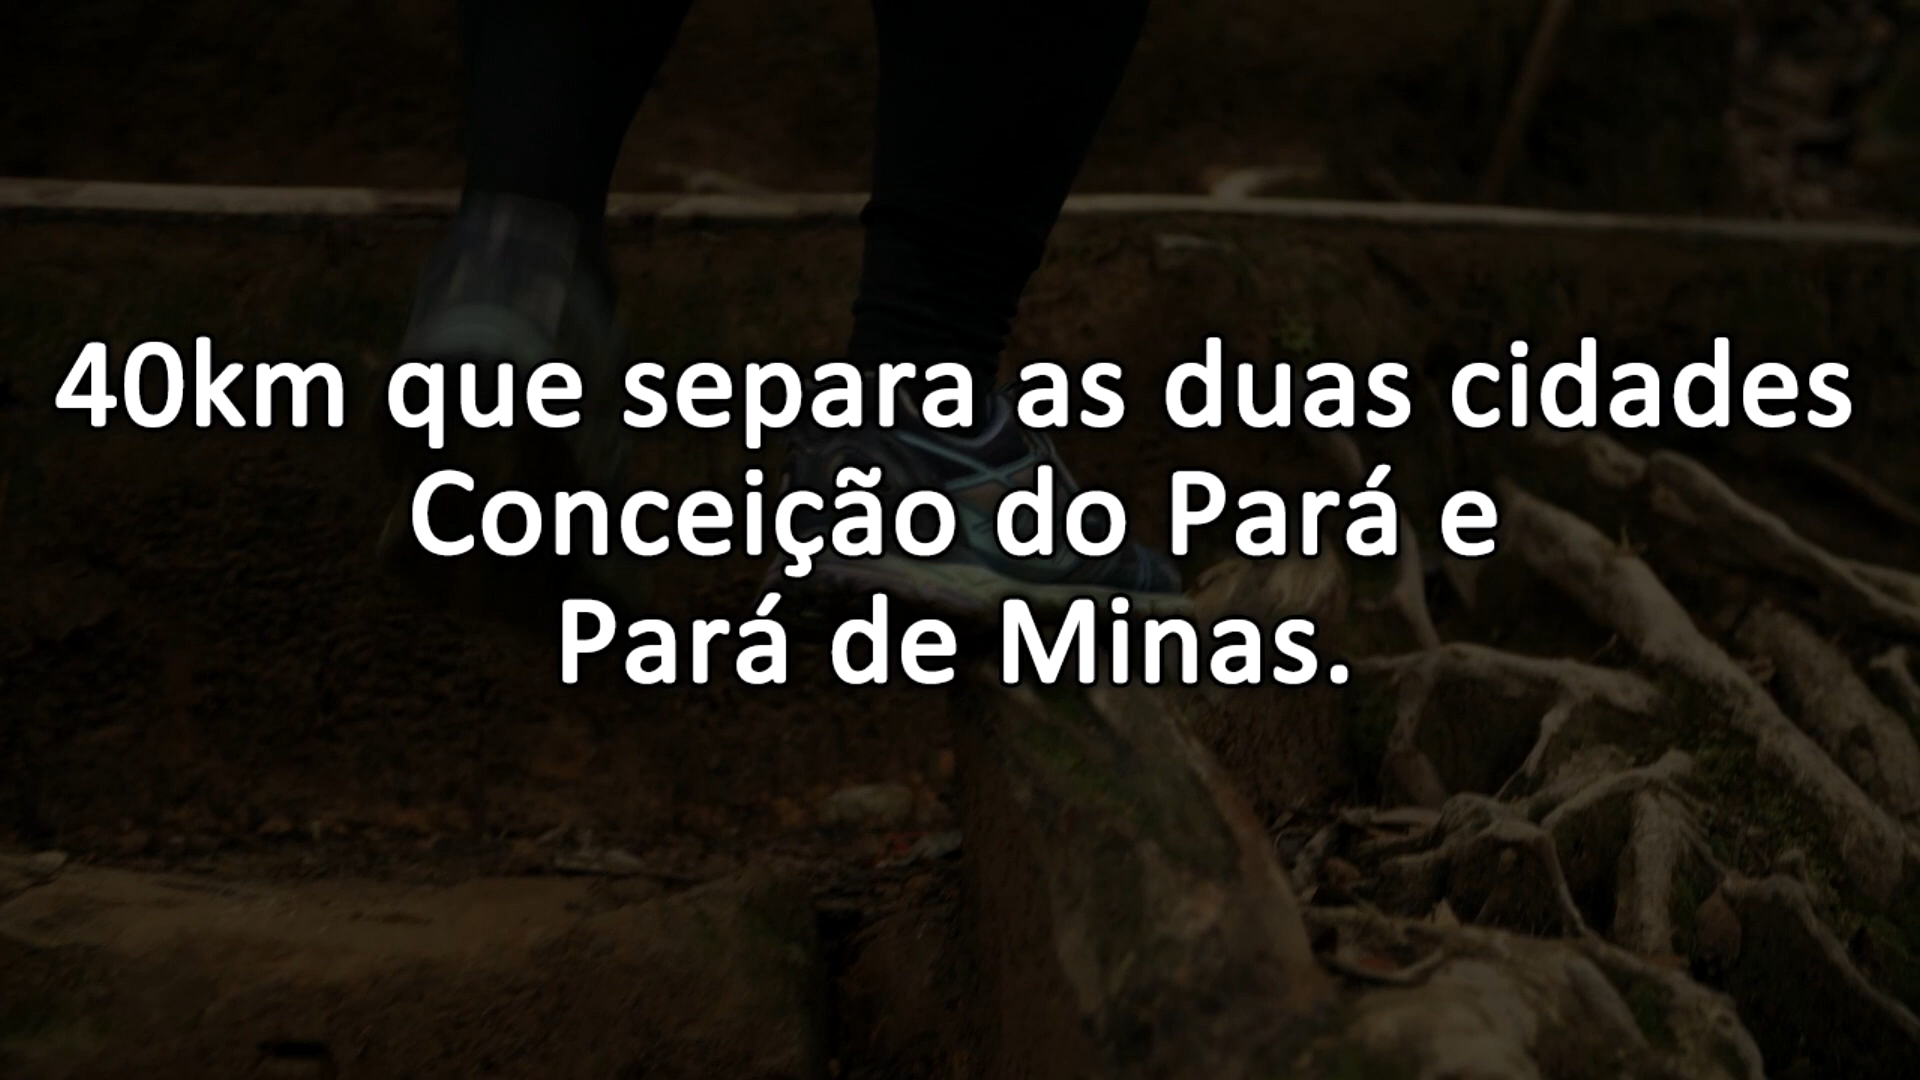 40km que separa as duas cidades
Conceição do Pará e
Pará de Minas.